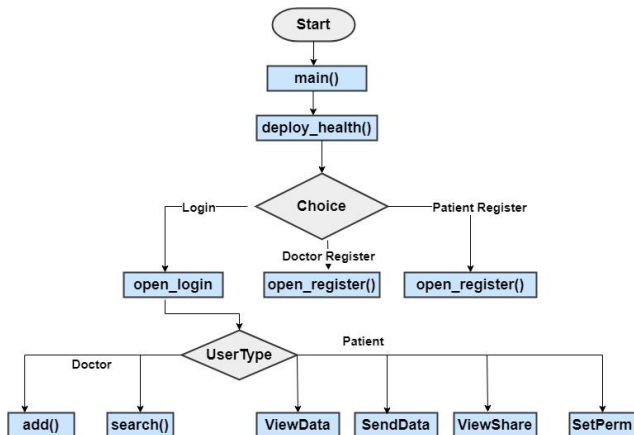 Start
main()
deploy_health()
Choice
Login
Patient Register
Doctor Register
open_login
open_register()
open_register()
UserType
Patient
Doctor
add()
search()
ViewData
SendData
ViewShare
SetPerm